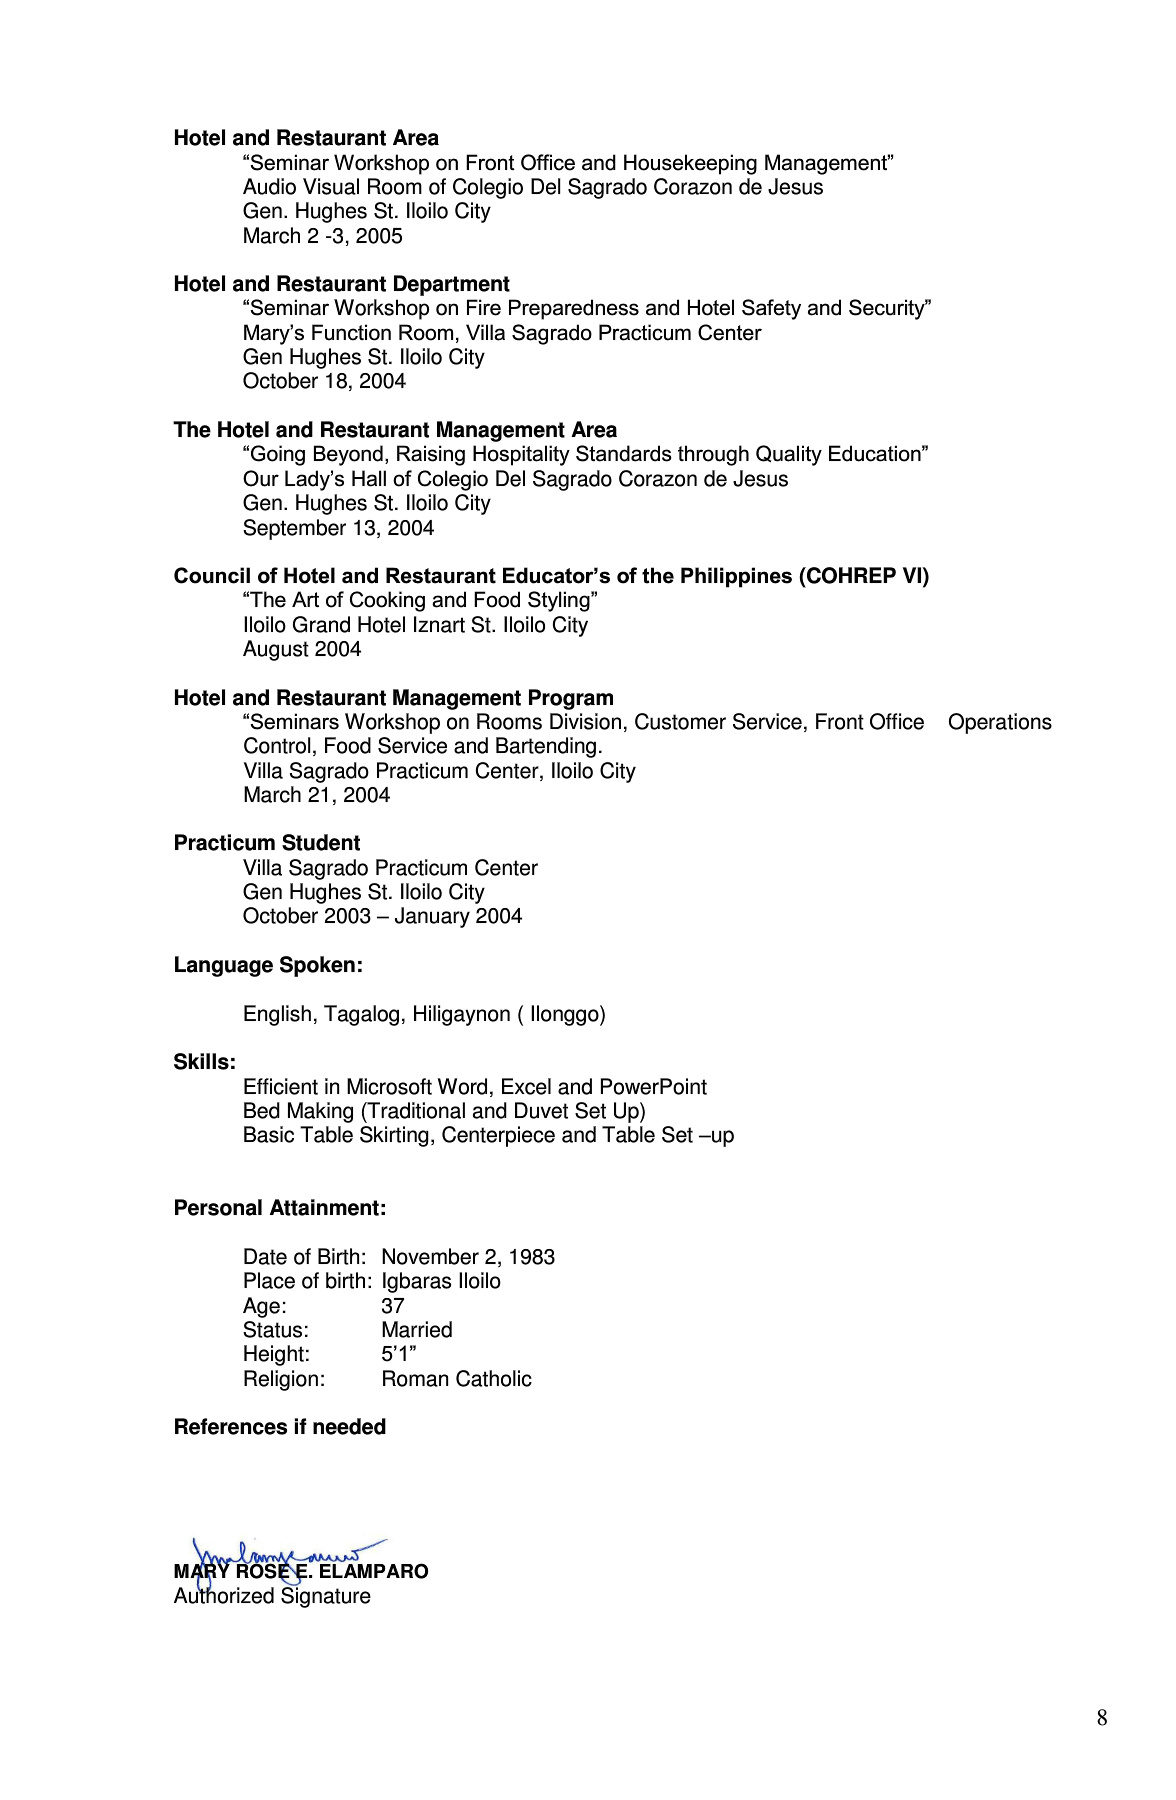 Hotel and Restaurant Area
“Seminar Workshop on Front Office and Housekeeping Management”
Audio Visual Room of Colegio Del Sagrado Corazon de Jesus
Gen. Hughes St. Iloilo City
March 2 -3, 2005
Hotel and Restaurant Department
“Seminar Workshop on Fire Preparedness and Hotel Safety and Security”
Mary’s Function Room, Villa Sagrado Practicum Center
Gen Hughes St. Iloilo City
October 18, 2004
The Hotel and Restaurant Management Area
“Going Beyond, Raising Hospitality Standards through Quality Education”
Our Lady’s Hall of Colegio Del Sagrado Corazon de Jesus
Gen. Hughes St. Iloilo City
September 13, 2004
Council of Hotel and Restaurant Educator’s of the Philippines (COHREP VI)
“The Art of Cooking and Food Styling”
Iloilo Grand Hotel Iznart St. Iloilo City
August 2004
Hotel and Restaurant Management Program
“Seminars Workshop on Rooms Division, Customer Service, Front Office Operations
Control, Food Service and Bartending.
Villa Sagrado Practicum Center, Iloilo City
March 21, 2004
Practicum Student
Villa Sagrado Practicum Center
Gen Hughes St. Iloilo City
October 2003 – January 2004
Language Spoken:
English, Tagalog, Hiligaynon ( Ilonggo)
Skills:
Efficient in Microsoft Word, Excel and PowerPoint
Bed Making (Traditional and Duvet Set Up)
Basic Table Skirting, Centerpiece and Table Set –up
Personal Attainment:
Date of Birth: November 2, 1983
Place of birth: Igbaras Iloilo
Age: 37
Status: Married
Height: 5’1”
Religion: Roman Catholic
References if needed
MARY ROSE E. ELAMPARO
Authorized Signature
8